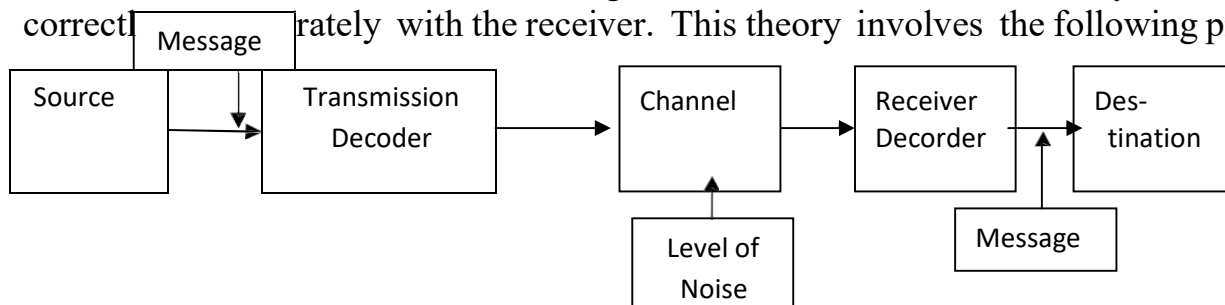 correctl rately with the receiver. This theory involves the following p
Message
Source
Transmission
Decoder
Channel
Receiver
Decorder
Des-
tination
Level of
Noise
Message